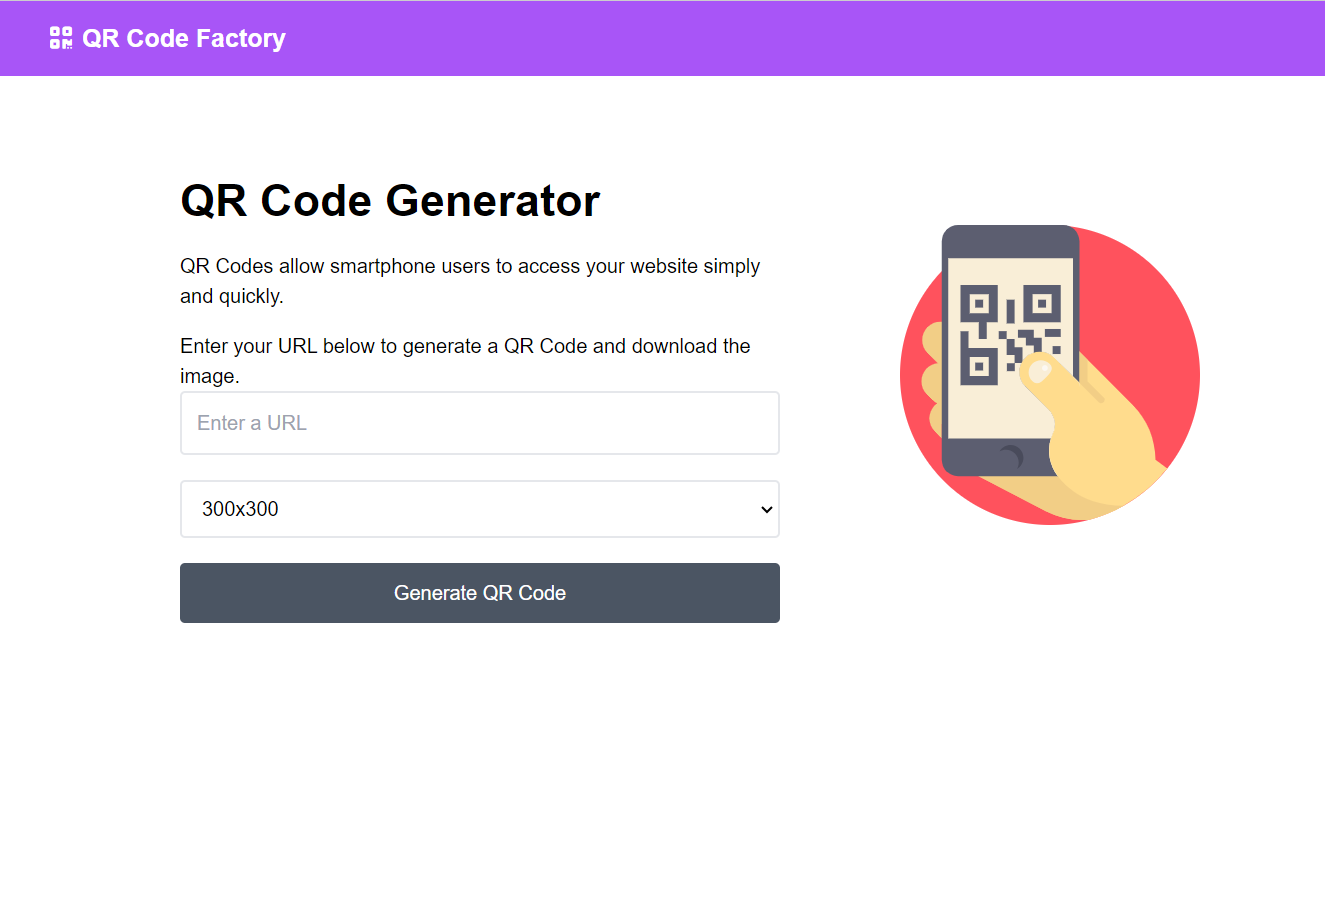 QR Code Factory
QR Code Generator
QR Codes allow smartphone users to access your website simply
and quickly.
Enter your URL below to generate a QR Code and download the
image.
Enter a URL
300x300
Generate QR Code